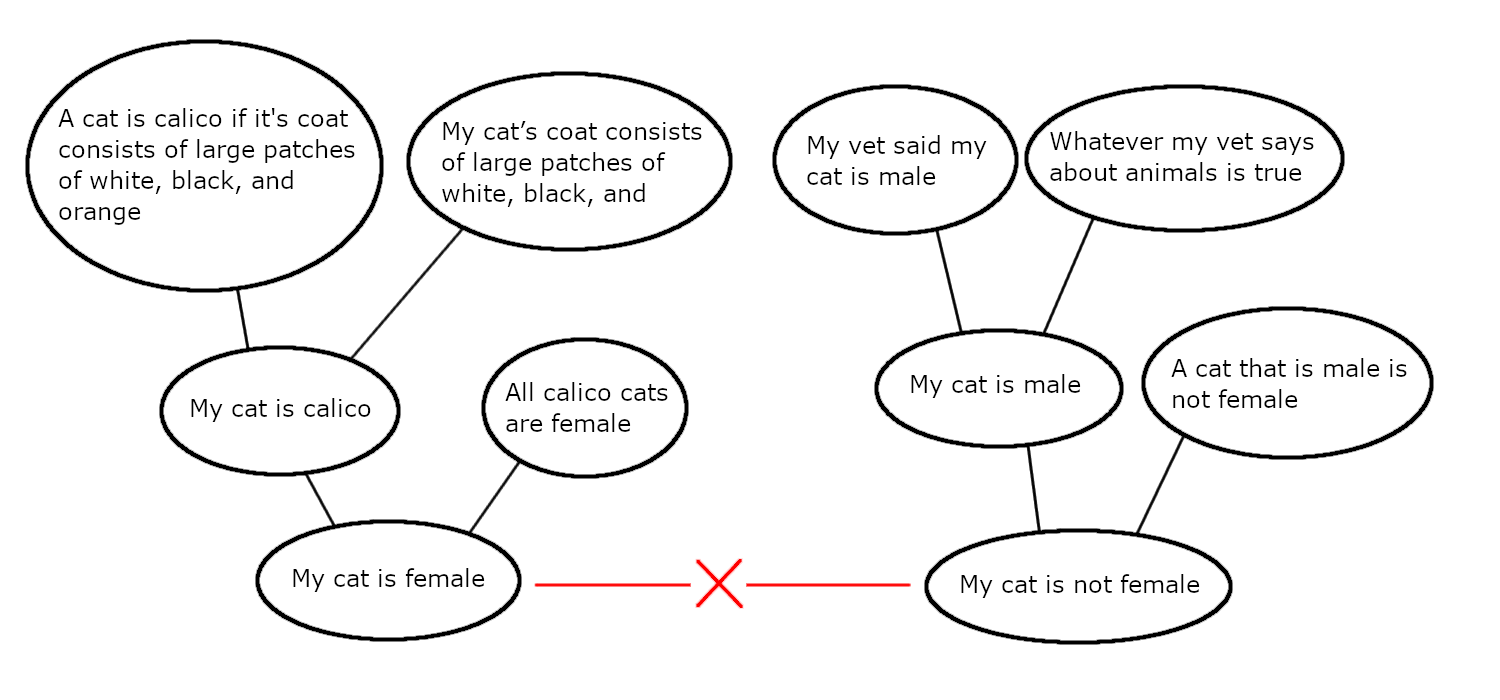 A cat is calico if it's coat
consists of large patches
of white, black, and
orange
My cat’s coat consists
of large patches of
white, black, and
My vet said my
cat is male
Whatever my vet says
about animals is true
My cat is calico
All calico cats
are female
My cat is male
A cat that is male is
not female
My cat is female
My cat is not female